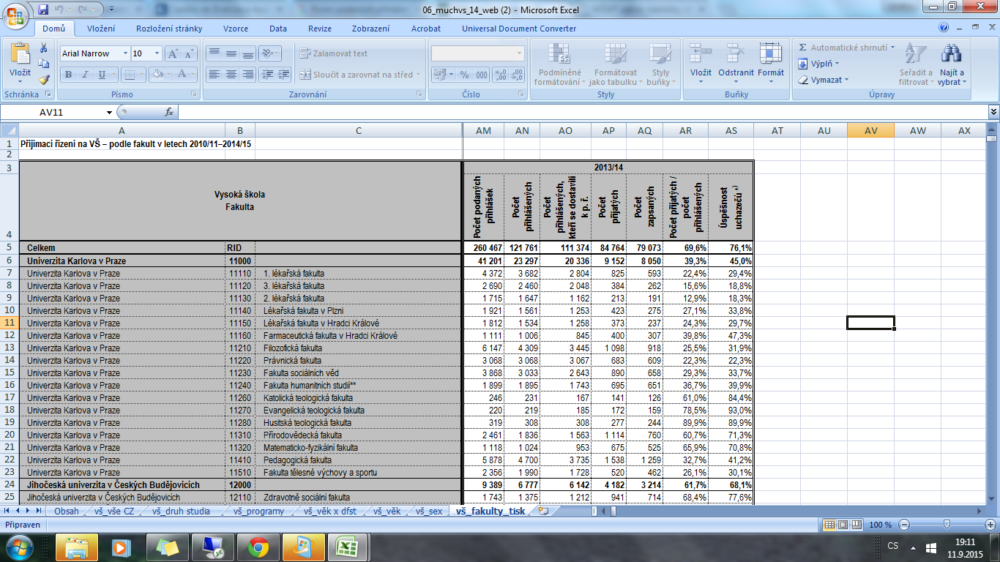 06_muchvs_14_web (2) - Microsoft Excel
Domů Vložení Rozložení stránky Vzorce Data Revize Zobrazení Acrobat Universal Document Converter
Vložit
Schránka
Arial Narrow 10
B I U
Písmo
Zalamovat text
Sloučit a zarovnat na střed
Zarovnání
% 000
Číslo
Podmíněné formátování
Formátovat jako tabulku
Styly buňky
Styly
Vložit Odstranit Formát
Buňky
Σ Automatické shrnutí
Výplň
Vymazat
Seřadit a filtrovat
Najít a vybrat
Úpravy
AV11 fx
A B C AM AN AO AP AQ AR AS AT AU AV AW AX
1 Přijímací řízení na VŠ – podle fakult v letech 2010/11–2014/15
2
3 2013/14
Vysoká škola
Fakulta
4 Počet podaných přihlášek Počet přihlášených Počet přihlášených, kteří se dostavili k p. ř. Počet přijatých Počet zapsaných Počet přijatých / počet přihlášených Úspěšnost uchazečů
5 Celkem RID 260 467 121 761 111 374 84 764 79 073 69,6% 76,1%
6 Univerzita Karlova v Praze 11000 41 201 23 297 20 336 9 152 8 050 39,3% 45,0%
7 Univerzita Karlova v Praze 11110 1. lékařská fakulta 4 372 3 682 2 804 825 593 22,4% 29,4%
8 Univerzita Karlova v Praze 11120 3. lékařská fakulta 2 690 2 460 2 048 384 262 15,6% 18,8%
9 Univerzita Karlova v Praze 11130 2. lékařská fakulta 1 715 1 647 1 162 213 191 12,9% 18,3%
10 Univerzita Karlova v Praze 11140 Lékařská fakulta v Plzni 1 921 1 561 1 253 423 275 27,1% 33,8%
11 Univerzita Karlova v Praze 11150 Lékařská fakulta v Hradci Králové 1 812 1 534 1 258 373 237 24,3% 29,7%
12 Univerzita Karlova v Praze 11160 Farmaceutická fakulta v Hradci Králové 1 111 1 006 845 400 307 39,8% 47,3%
13 Univerzita Karlova v Praze 11210 Filozofická fakulta 6 147 4 309 3 445 1 098 918 25,5% 31,9%
14 Univerzita Karlova v Praze 11220 Právnická fakulta 3 068 3 068 3 067 683 609 22,3% 22,3%
15 Univerzita Karlova v Praze 11230 Fakulta sociálních věd 3 868 3 033 2 643 890 658 29,3% 33,7%
16 Univerzita Karlova v Praze 11240 Fakulta humanitních studií** 1 899 1 895 1 743 695 651 36,7% 39,9%
17 Univerzita Karlova v Praze 11260 Katolická teologická fakulta 246 231 167 141 126 61,0% 84,4%
18 Univerzita Karlova v Praze 11270 Evangelická teologická fakulta 220 219 185 172 159 78,5% 93,0%
19 Univerzita Karlova v Praze 11280 Husitská teologická fakulta 319 308 308 277 244 89,9% 89,9%
20 Univerzita Karlova v Praze 11310 Přírodovědecká fakulta 2 461 1 836 1 563 1 114 760 60,7% 71,3%
21 Univerzita Karlova v Praze 11320 Matematicko-fyzikální fakulta 1 118 1 024 953 675 525 65,9% 70,8%
22 Univerzita Karlova v Praze 11410 Pedagogická fakulta 5 878 4 700 3 735 1 538 1 259 32,7% 41,2%
23 Univerzita Karlova v Praze 11510 Fakulta tělesné výchovy a sportu 2 356 1 990 1 728 520 462 26,1% 30,1%
24 Jihočeská univerzita v Českých Budějovicích 12000 9 389 6 777 6 142 4 182 3 214 61,7% 68,1%
25 Jihočeská univerzita v Českých Budějovicích 12110 Zdravotně sociální fakulta 1 743 1 375 1 212 941 714 68,4% 77,6%
Obsah vš_vše CZ vš_druh studia vš_programy vš_věk x dfst vš_věk vš_sex vš_fakulty_tisk
Připraven 100 %
CS 19:11
11.9.2015